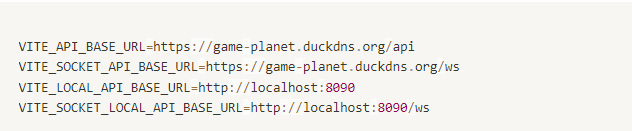 VITE_API_BASE_URL=https://game-planet.duckdns.org/api
VITE_SOCKET_API_BASE_URL=https://game-planet.duckdns.org/ws
VITE_LOCAL_API_BASE_URL=http://localhost:8090
VITE_SOCKET_LOCAL_API_BASE_URL=http://localhost:8090/ws